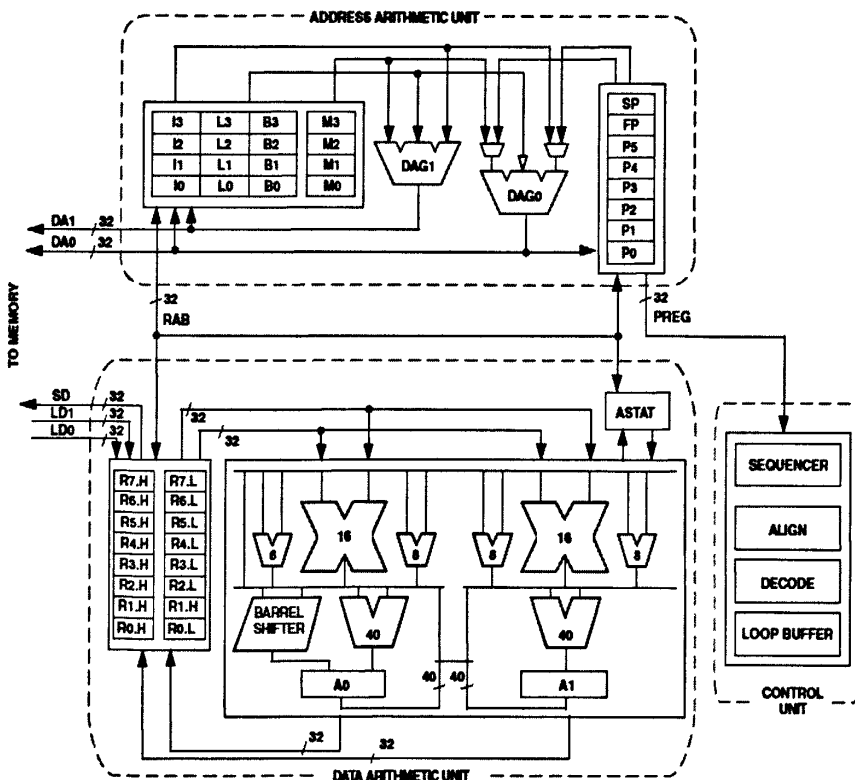 ADDRESS ARITHMETIC UNIT
SP
I3 L3 B3 M3
FP
I2 L2 B2 M2
P5
I1 L1 B1 M1
DAG1
P4
I0 L0 B0 M0
DAG0
P3
P2
DA1 32
P1
DA0 32
P0
32
RAB
32
PREG
TO MEMORY
SD 32
LD1 32
LD0 32
32
32
ASTAT
R7.H R7.L
R6.H R6.L
R5.H R5.L
R4.H R4.L
R3.H R3.L
R2.H R2.L
R1.H R1.H
R0.H R0.L
16
8
8
16
8
BARREL
SHIFTER
40
40
A0
40
40
A1
32
32
DATA ARITHMETIC UNIT
SEQUENCER
ALIGN
DECODE
LOOP BUFFER
CONTROL
UNIT